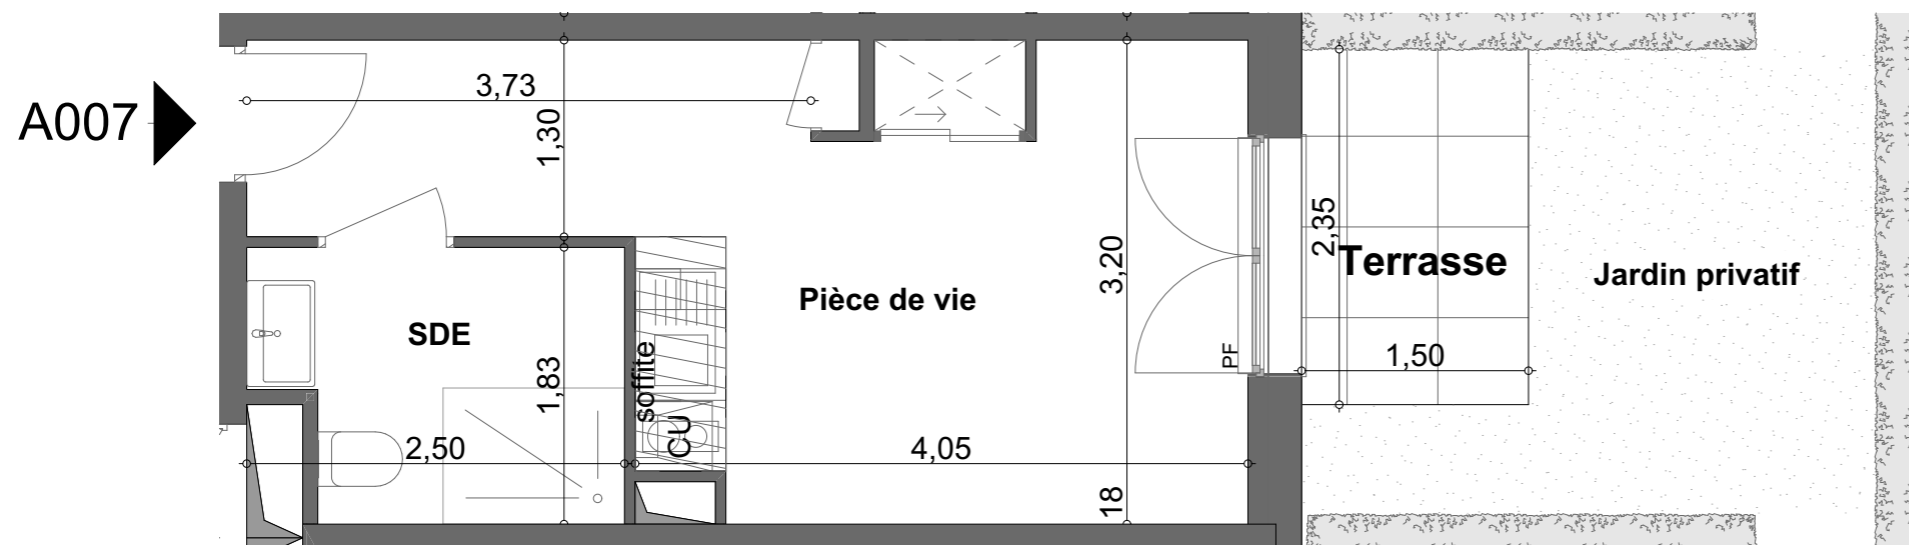 A007
3,73
1,30
2,35
3,20
Terrasse
Jardin privatif
Pièce de vie
SDE
PF
1,50
1,83
soffite
CU
2,50
4,05
18